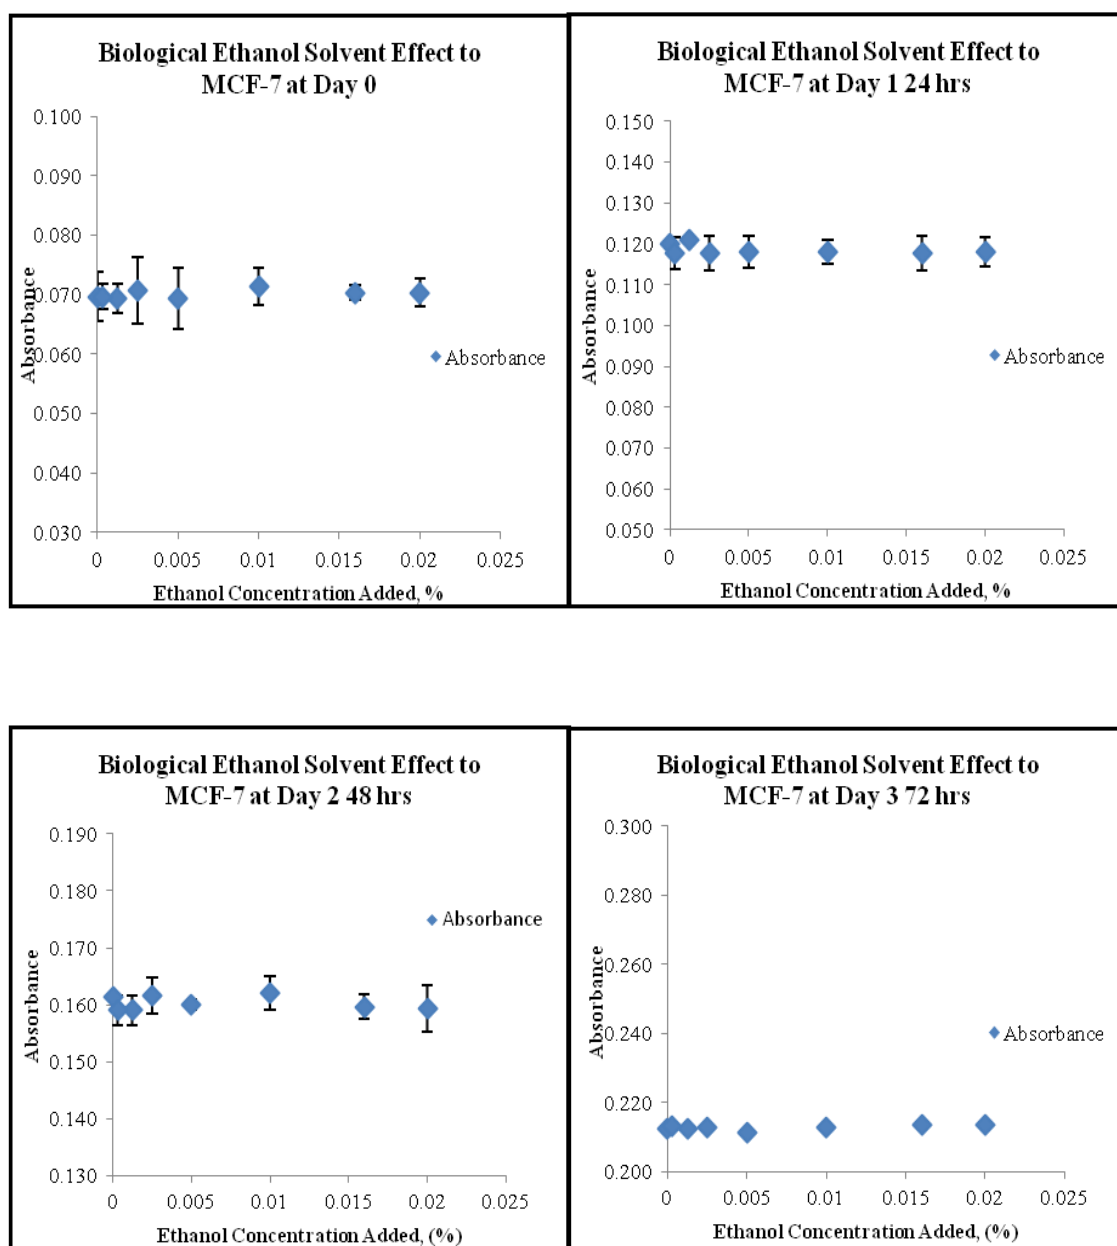 Biological Ethanol Solvent Effect to
MCF-7 at Day 0
0.100
0.090
0.080
0.070
0.060
0.050
0.040
0.030
Absorbance
Absorbance
0 0.005 0.01 0.015 0.02 0.025
Ethanol Concentration Added, %
Biological Ethanol Solvent Effect to
MCF-7 at Day 1 24 hrs
0.150
0.140
0.130
0.120
0.110
0.100
0.090
0.080
0.070
0.060
0.050
Absorbance
Absorbance
0 0.005 0.01 0.015 0.02 0.025
Ethanol Concentration Added, %
Biological Ethanol Solvent Effect to
MCF-7 at Day 2 48 hrs
0.190
0.180
0.170
0.160
0.150
0.140
0.130
Absorbance
Absorbance
0 0.005 0.01 0.015 0.02 0.025
Ethanol Concentration Added, (%)
Biological Ethanol Solvent Effect to
MCF-7 at Day 3 72 hrs
0.300
0.280
0.260
0.240
0.220
0.200
Absorbance
Absorbance
0 0.005 0.01 0.015 0.02 0.025
Ethanol Concentration Added, (%)